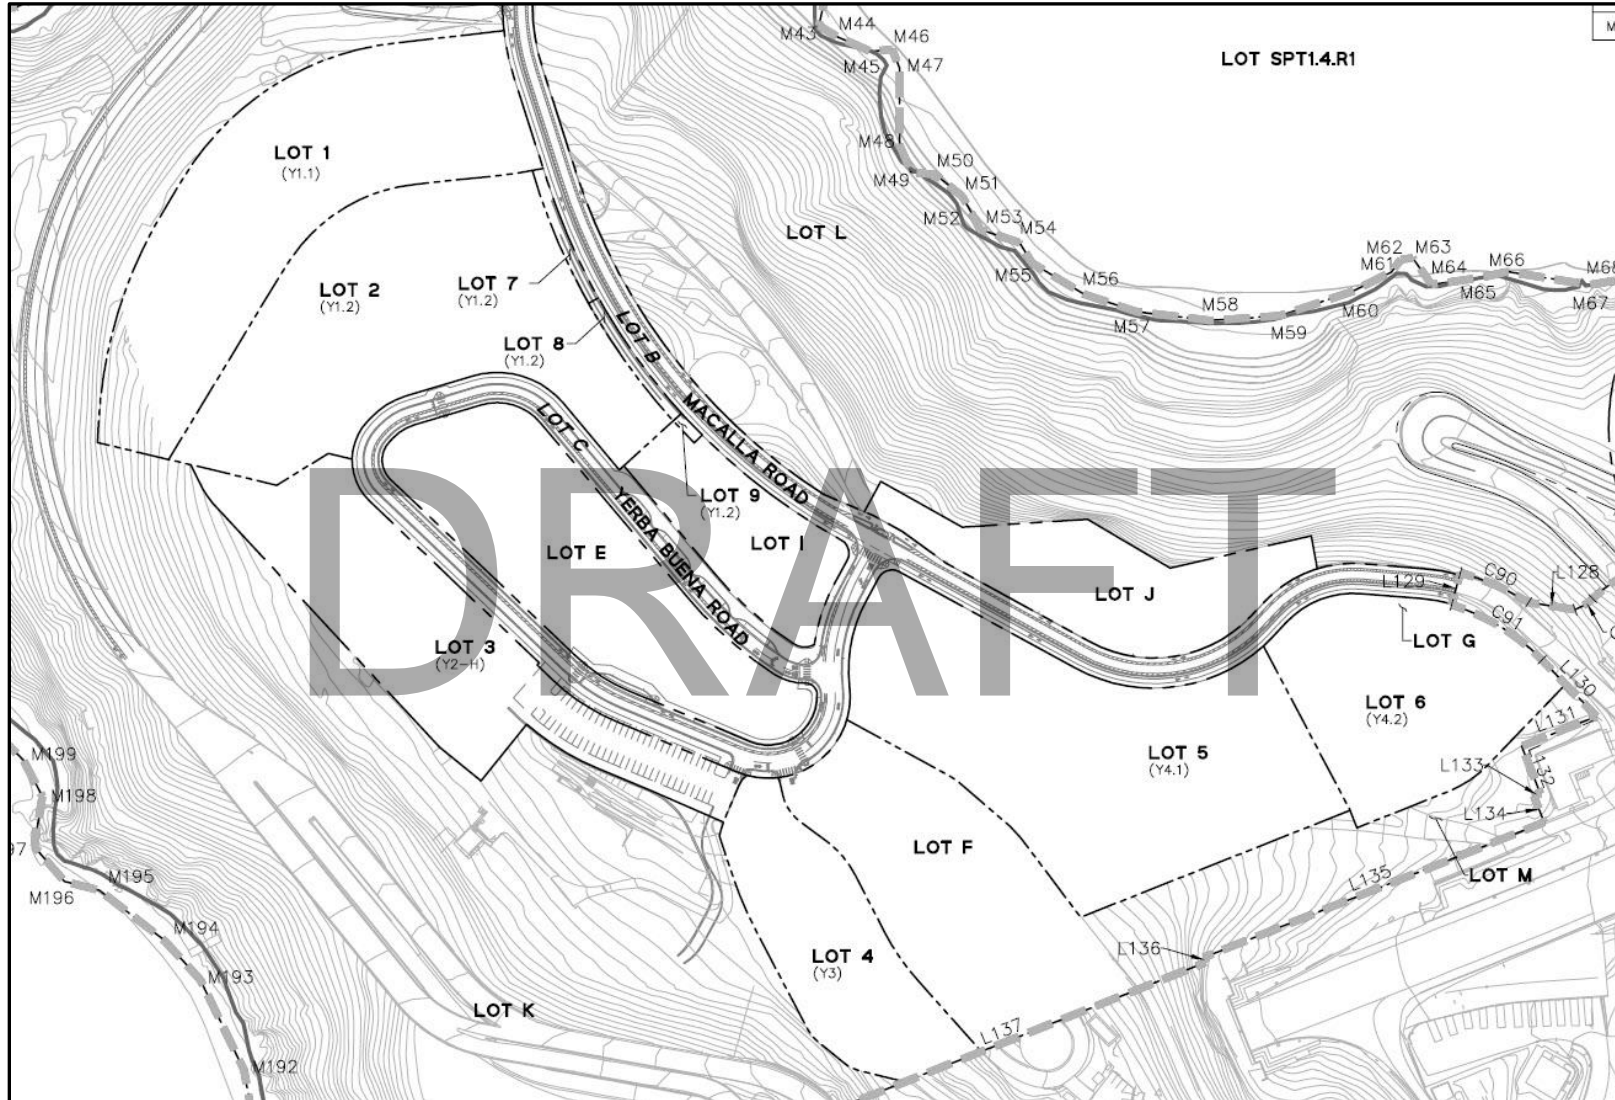 M43
M44
M46
M45
M47
LOT SPT1.4.R1
M
LOT 1
(Y1.1)
M48
M49
M50
M51
M52
M53
M54
LOT L
M55
M56
M57
M58
M59
M60
M61
M62
M63
M64
M65
M66
M67
M68
LOT 2
(Y1.2)
LOT 7
(Y1.2)
LOT 8
(Y1.2)
LOT B
MACALLA ROAD
LOT C
YERBA BUENA ROAD
LOT 9
(Y1.2)
LOT I
LOT E
DRAFT
LOT J
L129
C90
L128
C91
LOT G
LOT 3
(Y2-H)
L130
L131
LOT 6
(Y4.2)
LOT 5
(Y4.1)
L132
L133
L134
M199
M198
97
M195
M196
M194
M193
M192
LOT F
LOT M
L135
L136
LOT 4
(Y3)
LOT K
L137